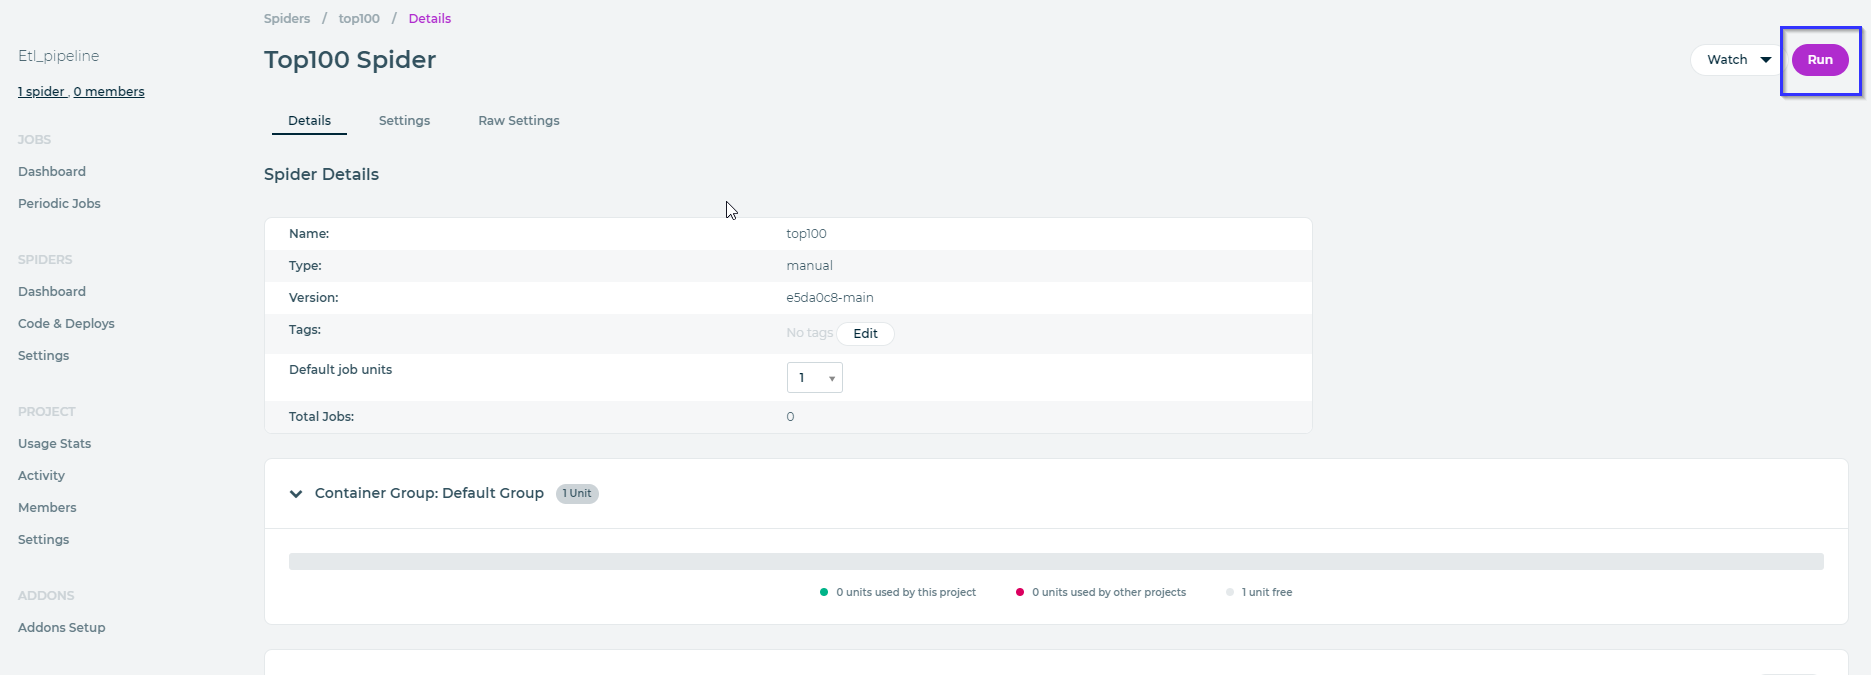 Spiders / top100 / Details
Etl_pipeline
Top100 Spider
Watch
Run
1 spider , 0 members
Details Settings Raw Settings
JOBS
Dashboard
Periodic Jobs
SPIDERS
Dashboard
Code & Deploys
Settings
PROJECT
Usage Stats
Activity
Members
Settings
ADDONS
Addons Setup
Spider Details
Name: top100
Type: manual
Version: e5da0c8-main
Tags: No tags Edit
Default job units 1
Total Jobs: 0
Container Group: Default Group 1 Unit
0 units used by this project 0 units used by other projects 1 unit free